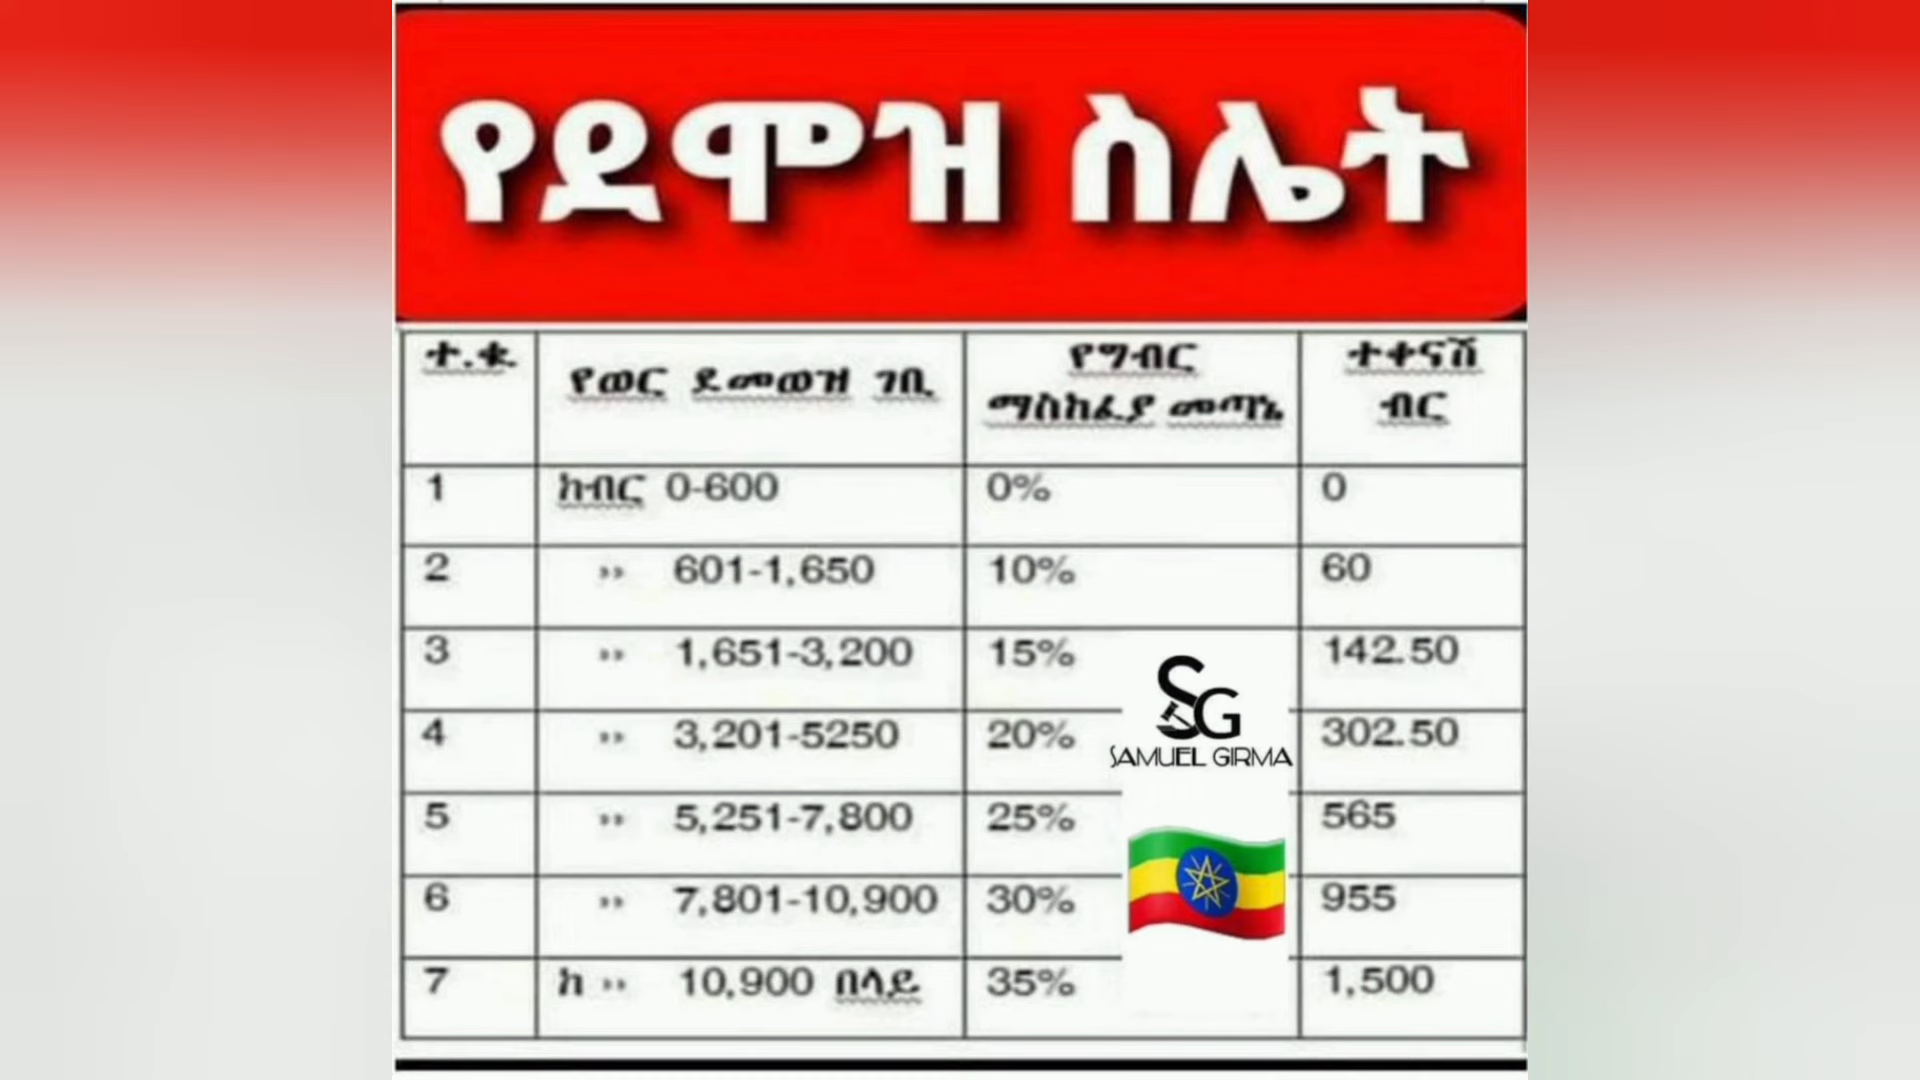 የደሞዝ ስሌት
ተ.ቁ. የወር ደመወዝ ገቢ የግብር ማስከፈያ መጣኔ ተቀናሽ ብር
1 ከብር 0-600 0% 0
2 ›› 601-1,650 10% 60
3 ›› 1,651-3,200 15% 142.50
4 ›› 3,201-5250 20% 302.50
5 ›› 5,251-7,800 25% 565
6 ›› 7,801-10,900 30% 955
7 ከ ›› 10,900 በላይ 35% 1,500
SG
SAMUEL GIRMA